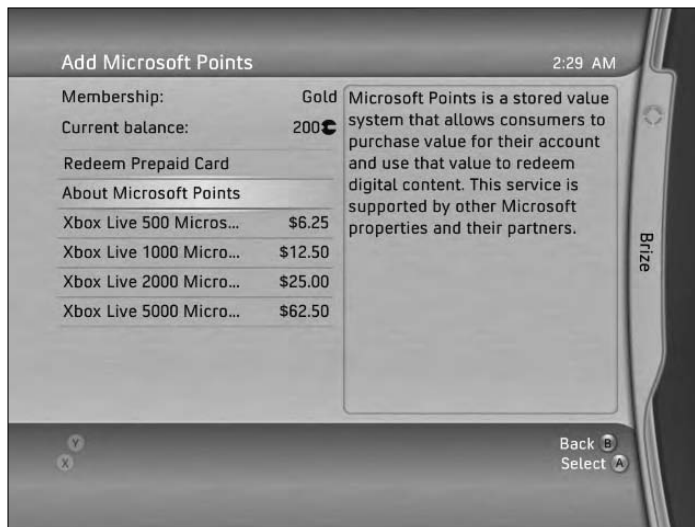 Add Microsoft Points 2:29 AM
Membership: Gold
Current balance: 200
Redeem Prepaid Card
About Microsoft Points
Xbox Live 500 Micros... $6.25
Xbox Live 1000 Micro... $12.50
Xbox Live 2000 Micro... $25.00
Xbox Live 5000 Micro... $62.50
Microsoft Points is a stored value
system that allows consumers to
purchase value for their account
and use that value to redeem
digital content. This service is
supported by other Microsoft
properties and their partners.
Brize
Y
X
Back B
Select A